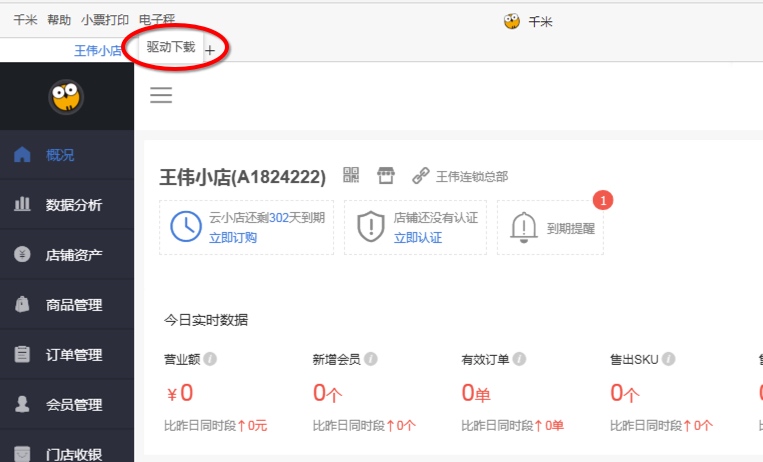 千米 帮助 小票打印 电子秤
千米
王伟小店
驱动下载
+
王伟小店(A1824222)
王伟连锁总部
云小店还剩302天到期
立即订购
店铺还没有认证
立即认证
到期提醒
1
概况
数据分析
店铺资产
商品管理
订单管理
会员管理
门店收银
今日实时数据
营业额
¥0
比昨日同时段↑0元
新增会员
0个
比昨日同时段↑0个
有效订单
0单
比昨日同时段↑0单
售出SKU
0个
比昨日同时段↑0个